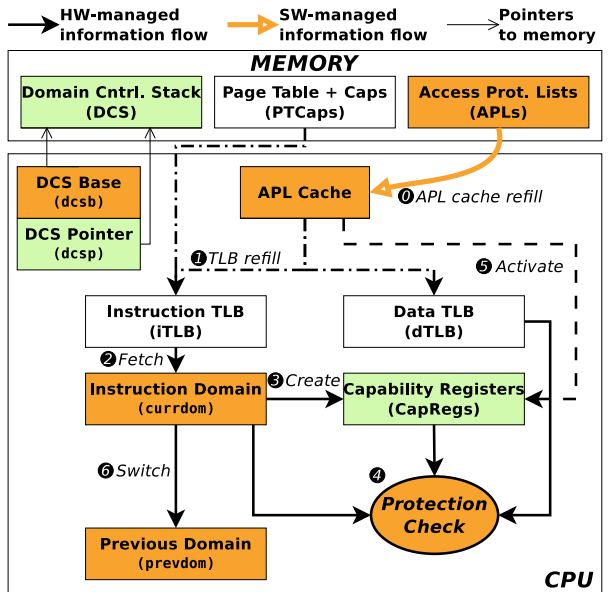 HW-managed
information flow
SW-managed
information flow
Pointers
to memory
MEMORY
Domain Cntrl. Stack
(DCS)
Page Table + Caps
(PTCaps)
Access Prot. Lists
(APLs)
DCS Base
(dcsb)
DCS Pointer
(dcsp)
APL Cache
0 APL cache refill
1 TLB refill
5 Activate
Instruction TLB
(iTLB)
Data TLB
(dTLB)
2 Fetch
Instruction Domain
(currdom)
3 Create
Capability Registers
(CapRegs)
6 Switch
4
Protection
Check
Previous Domain
(prevdom)
CPU